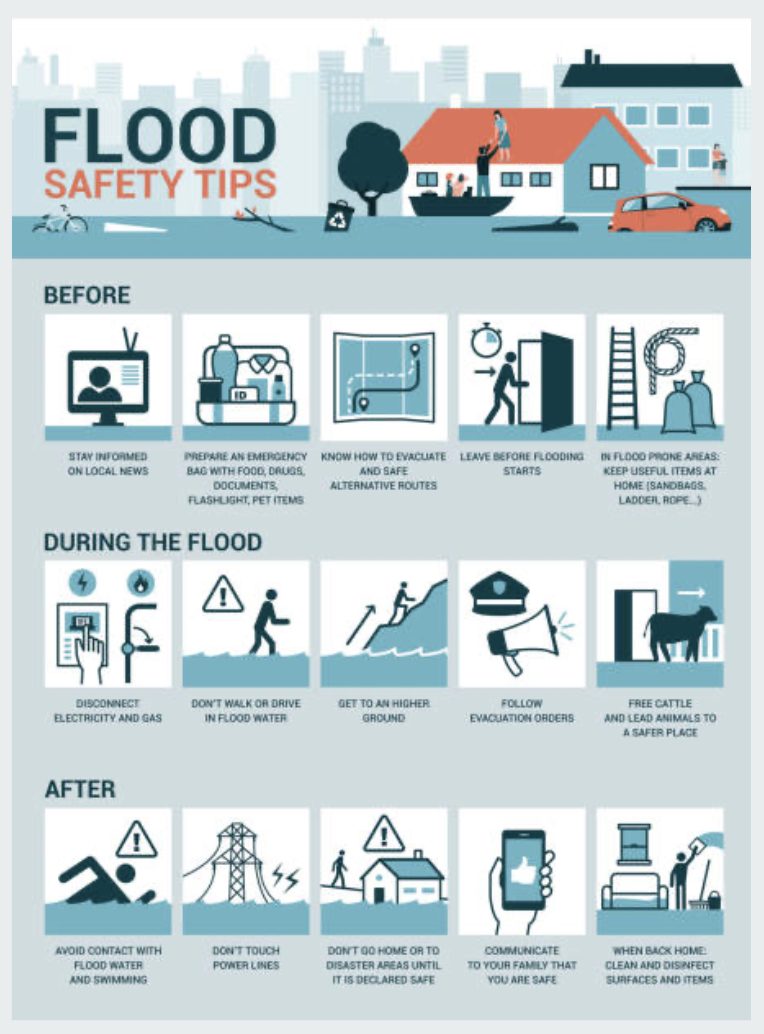 FLOOD
SAFETY TIPS
BEFORE
STAY INFORMED
ON LOCAL NEWS
PREPARE AN EMERGENCY
BAG WITH FOOD, DRUGS,
DOCUMENTS,
FLASHLIGHT, PET ITEMS
ID
KNOW HOW TO EVACUATE
AND SAFE
ALTERNATIVE ROUTES
LEAVE BEFORE FLOODING
STARTS
IN FLOOD PRONE AREAS:
KEEP USEFUL ITEMS AT
HOME (SANDBAGS,
LADDER, ROPE...)
DURING THE FLOOD
DISCONNECT
ELECTRICITY AND GAS
DON'T WALK OR DRIVE
IN FLOOD WATER
GET TO AN HIGHER
GROUND
FOLLOW
EVACUATION ORDERS
FREE CATTLE
AND LEAD ANIMALS TO
A SAFER PLACE
AFTER
AVOID CONTACT WITH
FLOOD WATER
AND SWIMMING
DON'T TOUCH
POWER LINES
DON'T GO HOME OR TO
DISASTER AREAS UNTIL
IT IS DECLARED SAFE
COMMUNICATE
TO YOUR FAMILY THAT
YOU ARE SAFE
WHEN BACK HOME:
CLEAN AND DISINFECT
SURFACES AND ITEMS